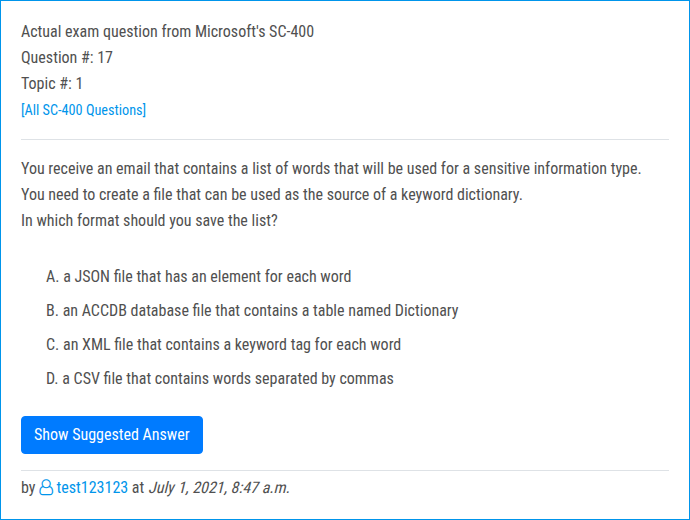 Actual exam question from Microsoft's SC-400
Question #: 17
Topic #: 1
[All SC-400 Questions]
You receive an email that contains a list of words that will be used for a sensitive information type.
You need to create a file that can be used as the source of a keyword dictionary.
In which format should you save the list?
A. a JSON file that has an element for each word
B. an ACCDB database file that contains a table named Dictionary
C. an XML file that contains a keyword tag for each word
D. a CSV file that contains words separated by commas
Show Suggested Answer
by test123123 at July 1, 2021, 8:47 a.m.